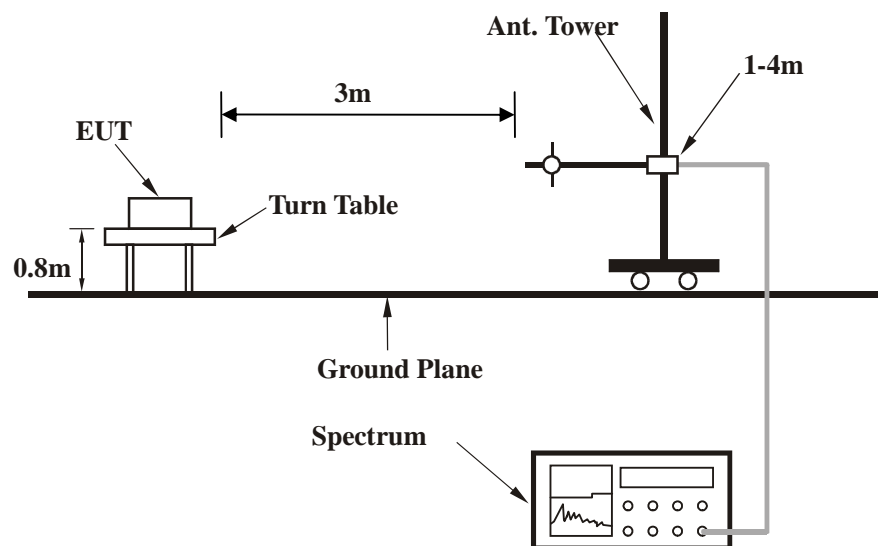 Ant. Tower
1-4m
3m
EUT
Turn Table
0.8m
Ground Plane
Spectrum